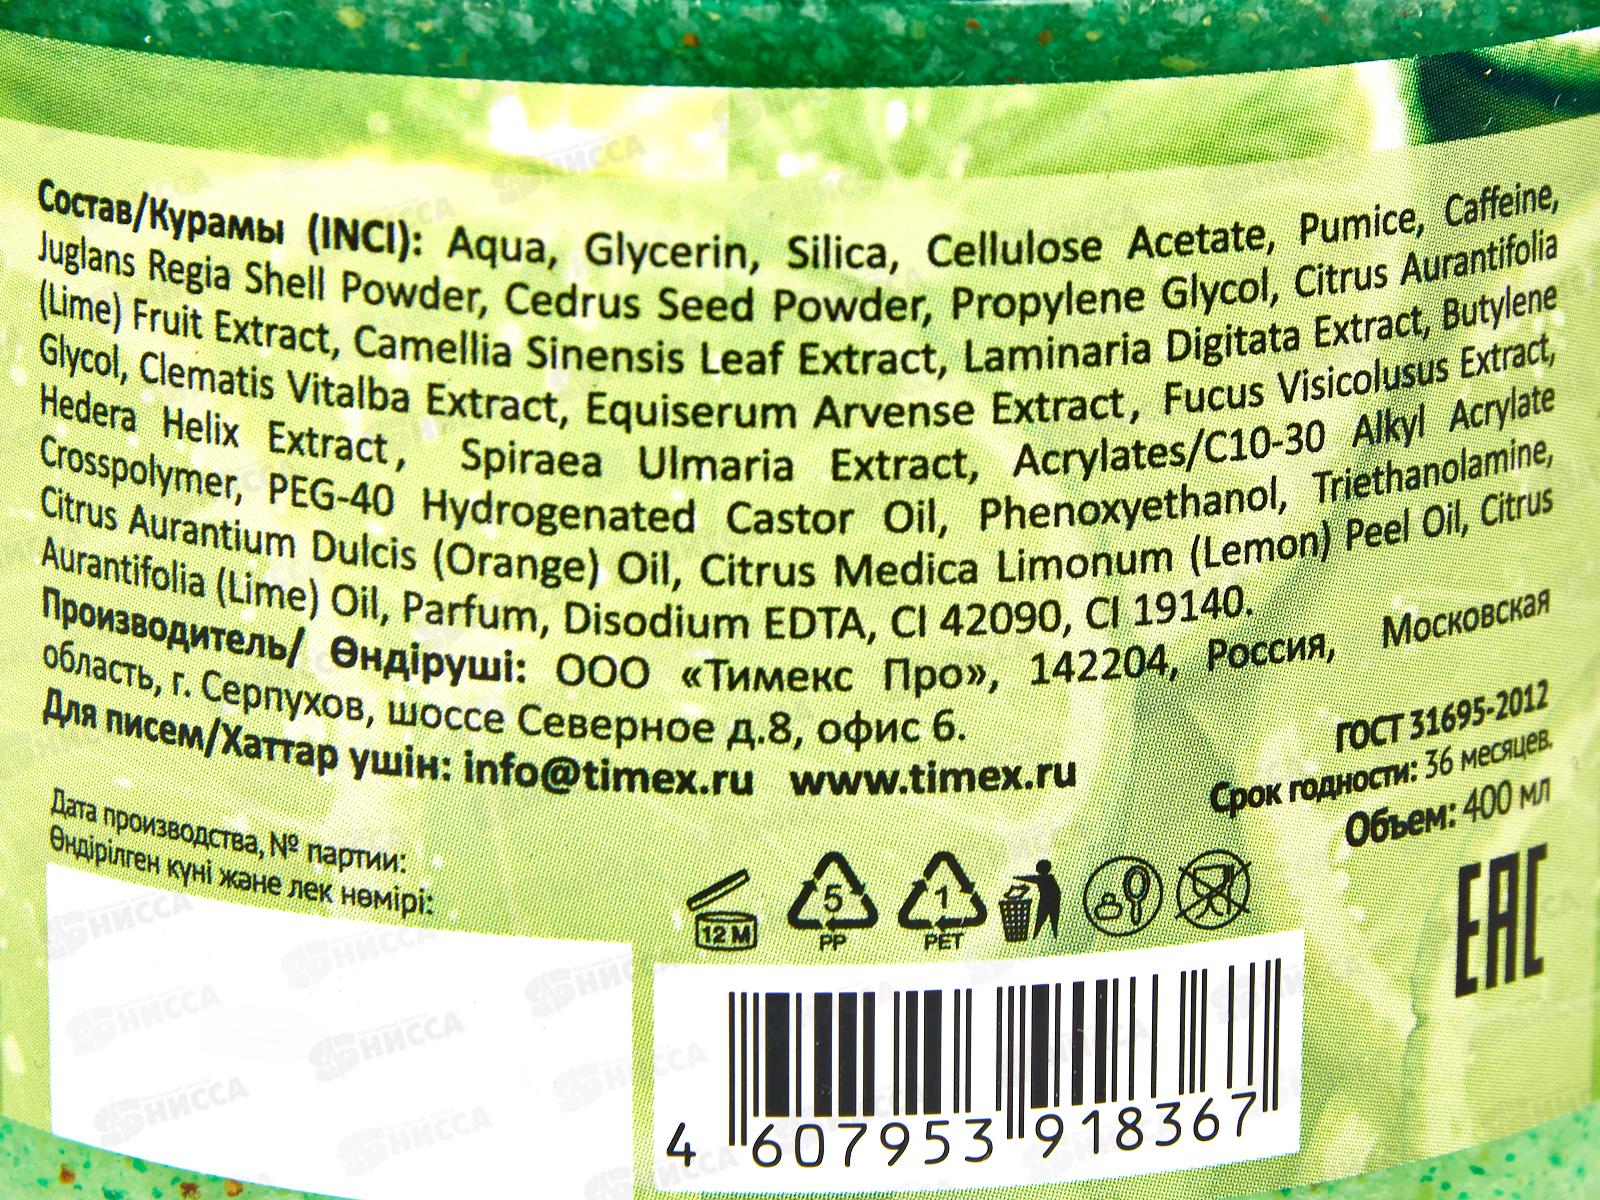 Состав/Курамы (INCI): Aqua, Glycerin, Silica, Cellulose Acetate, Pumice, Caffeine,
Juglans Regia Shell Powder, Cedrus Seed Powder, Propylene Glycol, Citrus Aurantifolia
(Lime) Fruit Extract, Camellia Sinensis Leaf Extract, Laminaria Digitata Extract, Butylene
Glycol, Clematis Vitalba Extract, Equiserum Arvense Extract, Fucus Visicolusus Extract,
Hedera Helix Extract, Spiraea Ulmaria Extract, Acrylates/C10-30 Alkyl Acrylate
Crosspolymer, PEG-40 Hydrogenated Castor Oil, Phenoxyethanol, Triethanolamine,
Citrus Aurantium Dulcis (Orange) Oil, Citrus Medica Limonum (Lemon) Peel Oil, Citrus
Aurantifolia (Lime) Oil, Parfum, Disodium EDTA, CI 42090, CI 19140.
Производитель/ Өндіруші: ООО «Тимекс Про», 142204, Россия, Московская
область, г. Серпухов, шоссе Северное д.8, офис 6.
Для писем/Хаттар үшін: info@timex.ru www.timex.ru
ГОСТ 31695-2012
Срок годности: 36 месяцев.
Объем: 400 мл
Дата производства, № партии:
Өндірілген күні және лек нөмірі:
12 M
5
PP
1
PET
EAC
4 607953 918367
НИССА